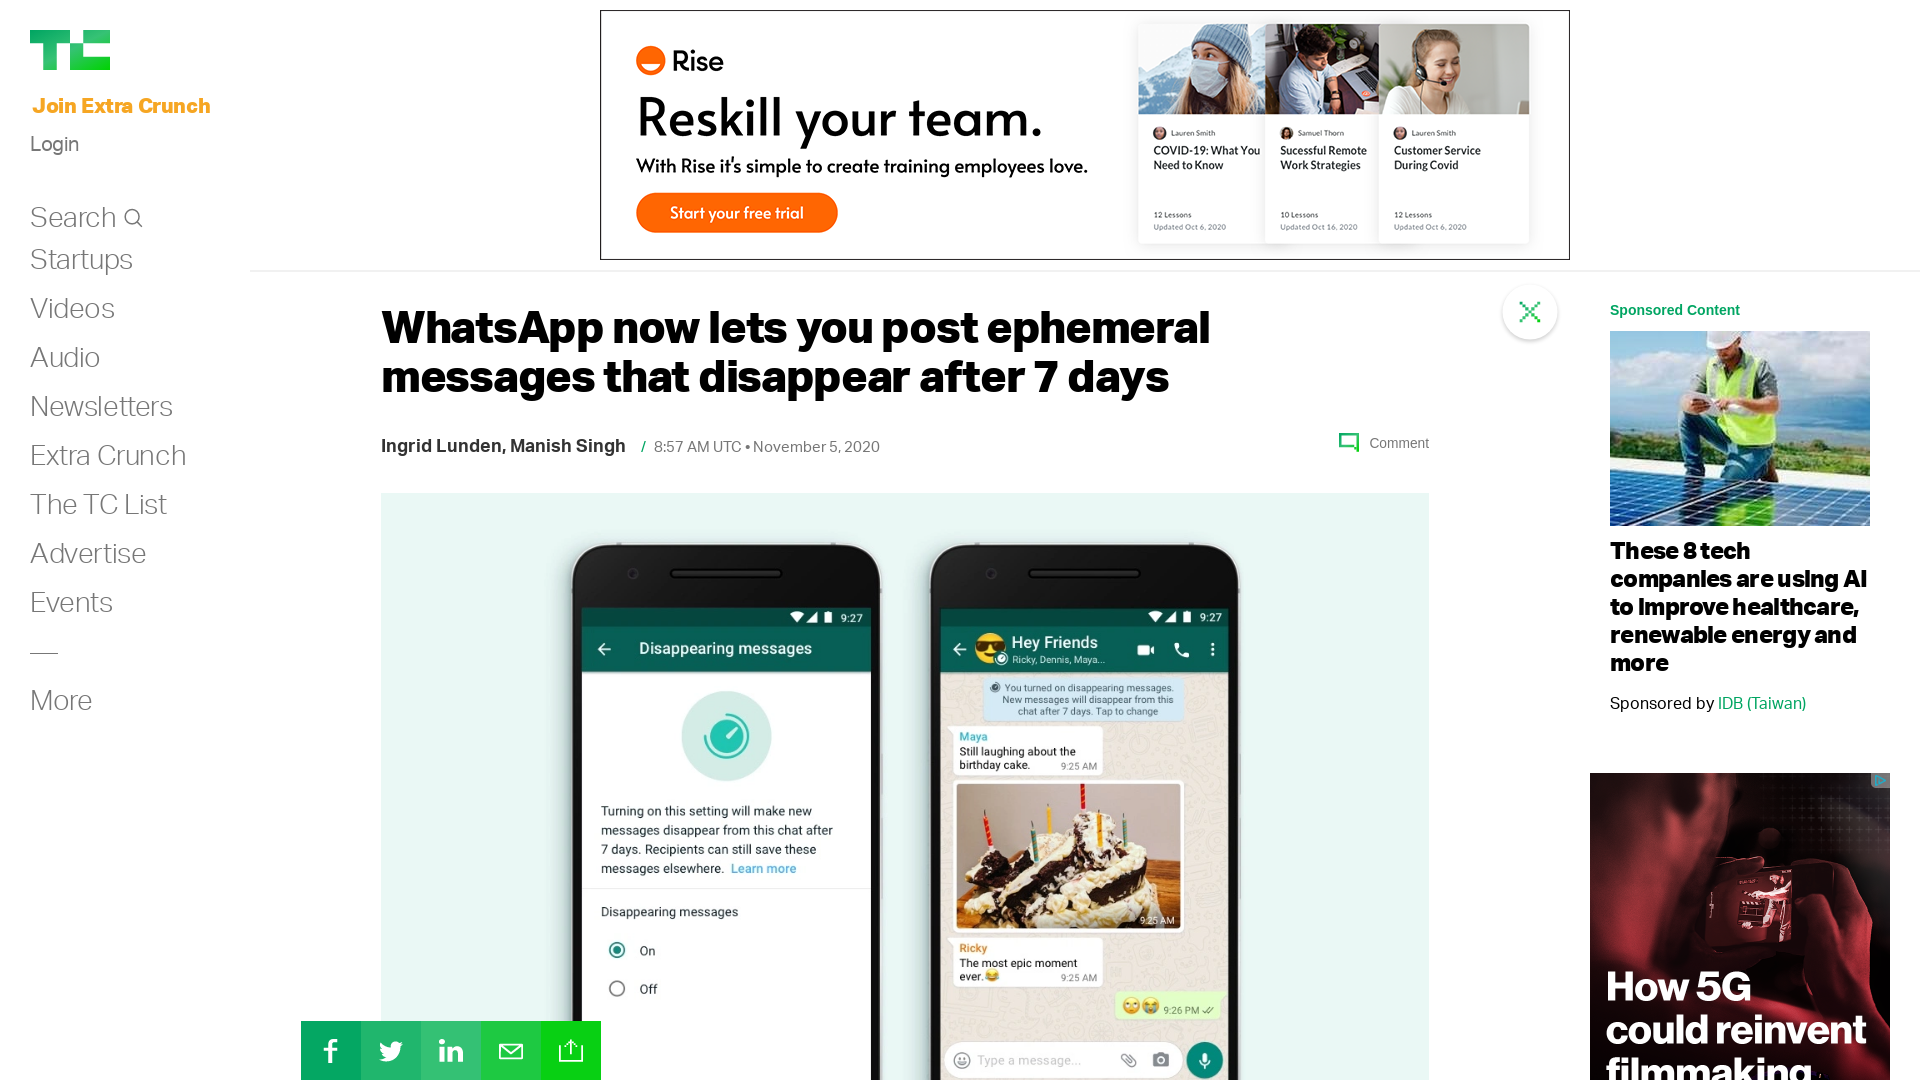 TC
Join Extra Crunch
Login
Search
Startups
Videos
Audio
Newsletters
Extra Crunch
The TC List
Advertise
Events
More
Rise
Reskill your team.
With Rise it's simple to create training employees love.
Start your free trial
Lauren Smith
COVID-19: What You
Need to Know
12 Lessons
Updated Oct 6, 2020
Samuel Thorn
Sucessful Remote
Work Strategies
10 Lessons
Updated Oct 16, 2020
Lauren Smith
Customer Service
During Covid
12 Lessons
Updated Oct 6, 2020
WhatsApp now lets you post ephemeral
messages that disappear after 7 days
Ingrid Lunden, Manish Singh / 8:57 AM UTC • November 5, 2020
Comment
9:27
Disappearing messages
Turning on this setting will make new
messages disappear from this chat after
7 days. Recipients can still save these
messages elsewhere. Learn more
Disappearing messages
On
Off
9:27
Hey Friends
Ricky, Dennis, Maya...
You turned on disappearing messages.
New messages will disappear from this
chat after 7 days. Tap to change
Maya
Still laughing about the
birthday cake.
9:25 AM
9:25 AM
Ricky
The most epic moment
ever.😂
9:25 AM
🙄😭 9:26 PM
Type a message...
Sponsored Content
These 8 tech
companies are using AI
to improve healthcare,
renewable energy and
more
Sponsored by IDB (Taiwan)
How 5G
could reinvent
filmmaking